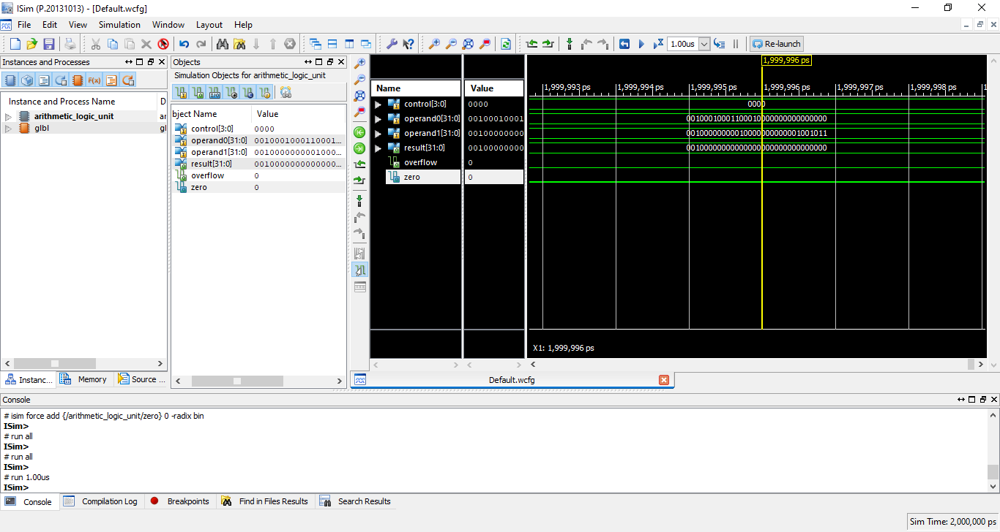 ISim (P.20131013) - [Default.wcfg]
File Edit View Simulation Window Layout Help
1.00us
Re-launch
Instances and Processes
Instance and Process Name
D
arithmetic_logic_unit
ar
glbl
gl
Instanc...
Memory
Source ...
Objects
Simulation Objects for arithmetic_logic_unit
bject Name Value
control[3:0] 0000
operand0[31:0] 001000100011 0001...
operand1[31:0] 0010000000001000...
result[31:0] 0010000000000000...
overflow 0
zero 0
Name Value
control[3:0] 0000
operand0[31:0] 00100010001
operand1[31:0] 00100000000
result[31:0] 00100000000
overflow 0
zero 0
1,999,996 ps
1,999,993 ps 1,999,994 ps 1,999,995 ps 1,999,996 ps 1,999,997 ps 1,999,998 ps 1
0000
00100010001100010000000000000000
00100000000010000000000001001011
00100000000000000000000000000000
X1: 1,999,996 ps
Default.wcfg
Console
# isim force add {/arithmetic_logic_unit/zero} 0 -radix bin
ISim>
# run all
ISim>
# run all
ISim>
# run 1.00us
ISim>
Console
Compilation Log
Breakpoints
Find in Files Results
Search Results
Sim Time: 2,000,000 ps